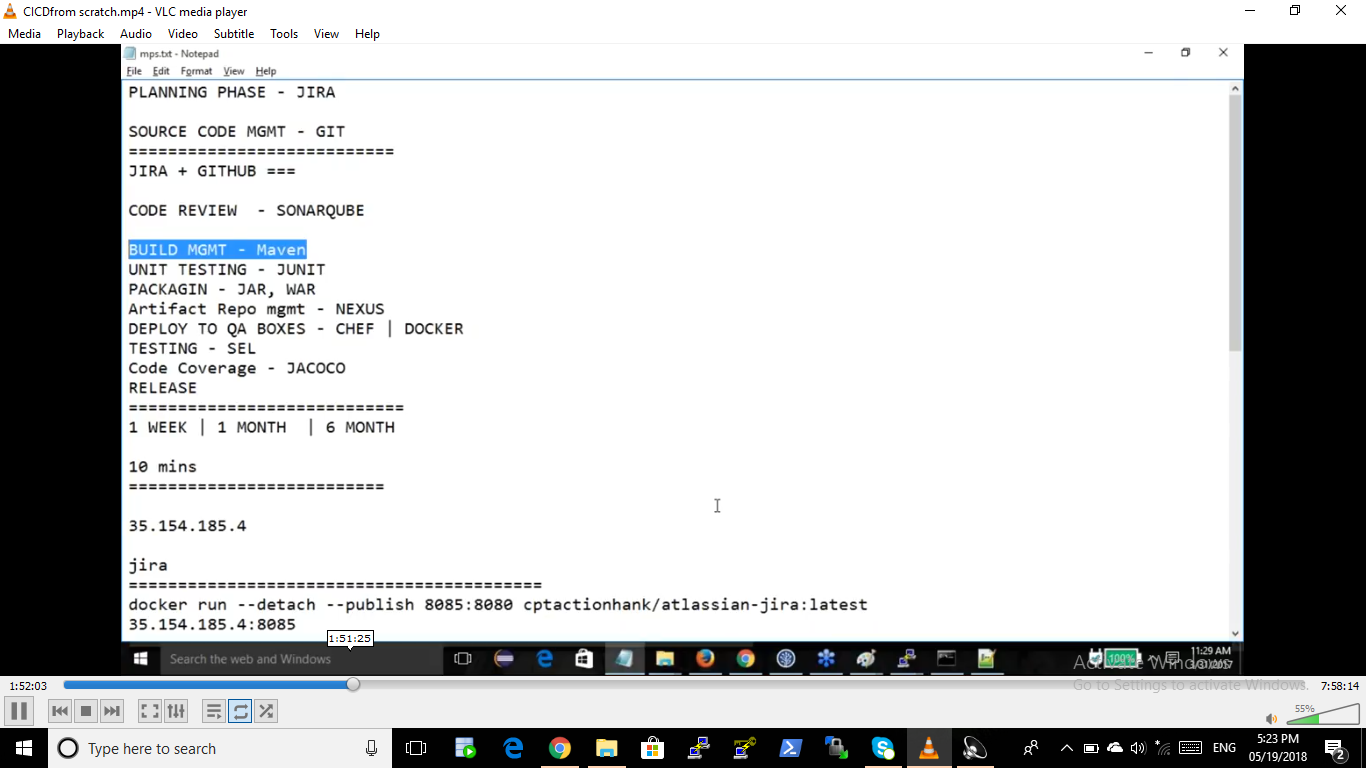 CICDfrom scratch.mp4 - VLC media player
Media Playback Audio Video Subtitle Tools View Help
mps.txt - Notepad
File Edit Format View Help
PLANNING PHASE - JIRA
SOURCE CODE MGMT - GIT
===========================
JIRA + GITHUB ===
CODE REVIEW  - SONARQUBE
BUILD MGMT - Maven
UNIT TESTING - JUNIT
PACKAGIN - JAR, WAR
Artifact Repo mgmt - NEXUS
DEPLOY TO QA BOXES - CHEF | DOCKER
TESTING - SEL
Code Coverage - JACOCO
RELEASE
============================
1 WEEK | 1 MONTH  | 6 MONTH
10 mins
==========================
35.154.185.4
jira
==========================================
docker run --detach --publish 8085:8080 cptactionhank/atlassian-jira:latest
35.154.185.4:8085
1:51:25
Search the web and Windows
100%
11:29 AM
3/31/2017
Activate Windows
Go to Settings to activate Windows.
1:52:03
7:58:14
55%
Type here to search
ENG
5:23 PM
05/19/2018
2